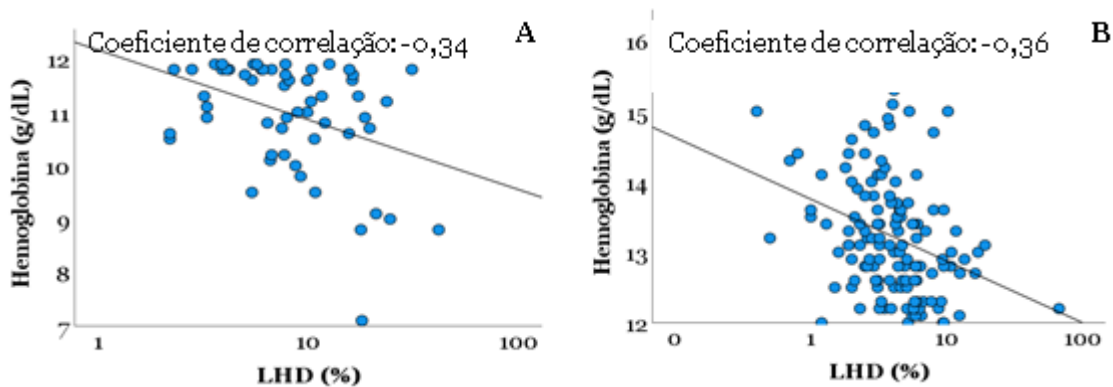 Coeficiente de correlação: -0,34
A
Hemoglobina (g/dL)
12
11
10
9
8
7
1
10
100
LHD (%)
Coeficiente de correlação: -0,36
B
Hemoglobina (g/dL)
16
15
14
13
12
0
1
10
100
LHD (%)